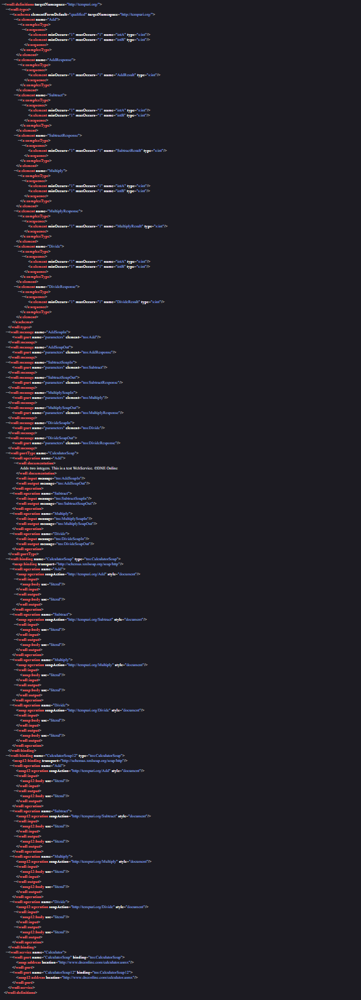 —<wsdl:definitions targetNamespace="http://tempuri.org/">
—<wsdl:types>
—<s:schema elementFormDefault="qualified" targetNamespace="http://tempuri.org/">
—<s:element name="Add">
—<s:complexType>
—<s:sequence>
<s:element minOccurs="1" maxOccurs="1" name="intA" type="s:int"/>
<s:element minOccurs="1" maxOccurs="1" name="intB" type="s:int"/>
</s:sequence>
</s:complexType>
</s:element>
—<s:element name="AddResponse">
—<s:complexType>
—<s:sequence>
<s:element minOccurs="1" maxOccurs="1" name="AddResult" type="s:int"/>
</s:sequence>
</s:complexType>
</s:element>
—<s:element name="Subtract">
—<s:complexType>
—<s:sequence>
<s:element minOccurs="1" maxOccurs="1" name="intA" type="s:int"/>
<s:element minOccurs="1" maxOccurs="1" name="intB" type="s:int"/>
</s:sequence>
</s:complexType>
</s:element>
—<s:element name="SubtractResponse">
—<s:complexType>
—<s:sequence>
<s:element minOccurs="1" maxOccurs="1" name="SubtractResult" type="s:int"/>
</s:sequence>
</s:complexType>
</s:element>
—<s:element name="Multiply">
—<s:complexType>
—<s:sequence>
<s:element minOccurs="1" maxOccurs="1" name="intA" type="s:int"/>
<s:element minOccurs="1" maxOccurs="1" name="intB" type="s:int"/>
</s:sequence>
</s:complexType>
</s:element>
—<s:element name="MultiplyResponse">
—<s:complexType>
—<s:sequence>
<s:element minOccurs="1" maxOccurs="1" name="MultiplyResult" type="s:int"/>
</s:sequence>
</s:complexType>
</s:element>
—<s:element name="Divide">
—<s:complexType>
—<s:sequence>
<s:element minOccurs="1" maxOccurs="1" name="intA" type="s:int"/>
<s:element minOccurs="1" maxOccurs="1" name="intB" type="s:int"/>
</s:sequence>
</s:complexType>
</s:element>
—<s:element name="DivideResponse">
—<s:complexType>
—<s:sequence>
<s:element minOccurs="1" maxOccurs="1" name="DivideResult" type="s:int"/>
</s:sequence>
</s:complexType>
</s:element>
</s:schema>
</wsdl:types>
—<wsdl:message name="AddSoapIn">
<wsdl:part name="parameters" element="tns:Add"/>
</wsdl:message>
—<wsdl:message name="AddSoapOut">
<wsdl:part name="parameters" element="tns:AddResponse"/>
</wsdl:message>
—<wsdl:message name="SubtractSoapIn">
<wsdl:part name="parameters" element="tns:Subtract"/>
</wsdl:message>
—<wsdl:message name="SubtractSoapOut">
<wsdl:part name="parameters" element="tns:SubtractResponse"/>
</wsdl:message>
—<wsdl:message name="MultiplySoapIn">
<wsdl:part name="parameters" element="tns:Multiply"/>
</wsdl:message>
—<wsdl:message name="MultiplySoapOut">
<wsdl:part name="parameters" element="tns:MultiplyResponse"/>
</wsdl:message>
—<wsdl:message name="DivideSoapIn">
<wsdl:part name="parameters" element="tns:Divide"/>
</wsdl:message>
—<wsdl:message name="DivideSoapOut">
<wsdl:part name="parameters" element="tns:DivideResponse"/>
</wsdl:message>
—<wsdl:portType name="CalculatorSoap">
—<wsdl:operation name="Add">
—<wsdl:documentation>
Adds two integers. This is a test WebService. ©DNE Online
</wsdl:documentation>
<wsdl:input message="tns:AddSoapIn"/>
<wsdl:output message="tns:AddSoapOut"/>
</wsdl:operation>
—<wsdl:operation name="Subtract">
<wsdl:input message="tns:SubtractSoapIn"/>
<wsdl:output message="tns:SubtractSoapOut"/>
</wsdl:operation>
—<wsdl:operation name="Multiply">
<wsdl:input message="tns:MultiplySoapIn"/>
<wsdl:output message="tns:MultiplySoapOut"/>
</wsdl:operation>
—<wsdl:operation name="Divide">
<wsdl:input message="tns:DivideSoapIn"/>
<wsdl:output message="tns:DivideSoapOut"/>
</wsdl:operation>
</wsdl:portType>
—<wsdl:binding name="CalculatorSoap" type="tns:CalculatorSoap">
<soap:binding transport="http://schemas.xmlsoap.org/soap/http"/>
—<wsdl:operation name="Add">
<soap:operation soapAction="http://tempuri.org/Add" style="document"/>
—<wsdl:input>
<soap:body use="literal"/>
</wsdl:input>
—<wsdl:output>
<soap:body use="literal"/>
</wsdl:output>
</wsdl:operation>
—<wsdl:operation name="Subtract">
<soap:operation soapAction="http://tempuri.org/Subtract" style="document"/>
—<wsdl:input>
<soap:body use="literal"/>
</wsdl:input>
—<wsdl:output>
<soap:body use="literal"/>
</wsdl:output>
</wsdl:operation>
—<wsdl:operation name="Multiply">
<soap:operation soapAction="http://tempuri.org/Multiply" style="document"/>
—<wsdl:input>
<soap:body use="literal"/>
</wsdl:input>
—<wsdl:output>
<soap:body use="literal"/>
</wsdl:output>
</wsdl:operation>
—<wsdl:operation name="Divide">
<soap:operation soapAction="http://tempuri.org/Divide" style="document"/>
—<wsdl:input>
<soap:body use="literal"/>
</wsdl:input>
—<wsdl:output>
<soap:body use="literal"/>
</wsdl:output>
</wsdl:operation>
</wsdl:binding>
—<wsdl:binding name="CalculatorSoap12" type="tns:CalculatorSoap">
<soap12:binding transport="http://schemas.xmlsoap.org/soap/http"/>
—<wsdl:operation name="Add">
<soap12:operation soapAction="http://tempuri.org/Add" style="document"/>
—<wsdl:input>
<soap12:body use="literal"/>
</wsdl:input>
—<wsdl:output>
<soap12:body use="literal"/>
</wsdl:output>
</wsdl:operation>
—<wsdl:operation name="Subtract">
<soap12:operation soapAction="http://tempuri.org/Subtract" style="document"/>
—<wsdl:input>
<soap12:body use="literal"/>
</wsdl:input>
—<wsdl:output>
<soap12:body use="literal"/>
</wsdl:output>
</wsdl:operation>
—<wsdl:operation name="Multiply">
<soap12:operation soapAction="http://tempuri.org/Multiply" style="document"/>
—<wsdl:input>
<soap12:body use="literal"/>
</wsdl:input>
—<wsdl:output>
<soap12:body use="literal"/>
</wsdl:output>
</wsdl:operation>
—<wsdl:operation name="Divide">
<soap12:operation soapAction="http://tempuri.org/Divide" style="document"/>
—<wsdl:input>
<soap12:body use="literal"/>
</wsdl:input>
—<wsdl:output>
<soap12:body use="literal"/>
</wsdl:output>
</wsdl:operation>
</wsdl:binding>
—<wsdl:service name="Calculator">
—<wsdl:port name="CalculatorSoap" binding="tns:CalculatorSoap">
<soap:address location="http://www.dneonline.com/calculator.asmx"/>
</wsdl:port>
—<wsdl:port name="CalculatorSoap12" binding="tns:CalculatorSoap12">
<soap12:address location="http://www.dneonline.com/calculator.asmx"/>
</wsdl:port>
</wsdl:service>
</wsdl:definitions>